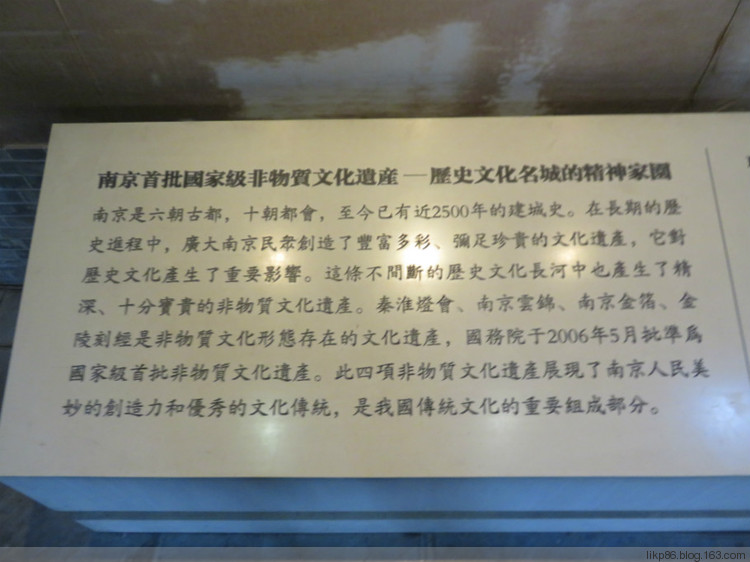 南京首批國家級非物質文化遺産—歷史文化名城的精神家園
南京是六朝古都，十朝都會，至今已有近2500年的建城史。在長期的歷
史進程中，廣大南京民衆創造了豐富多彩、彌足珍貴的文化遺産，它對
歷史文化產生了重要影響。這條不間斷的歷史文化長河中也產生了精
深、十分寶貴的非物質文化遺産。秦淮燈會、南京雲錦、南京金箔、金
陵刻經是非物質文化形態存在的文化遺産，國務院于2006年5月批準爲
國家級首批非物質文化遺産。此四項非物質文化遺産展現了南京人民美
妙的創造力和優秀的文化傳統，是我國傳統文化的重要組成部分。
likp86.blog.163.com